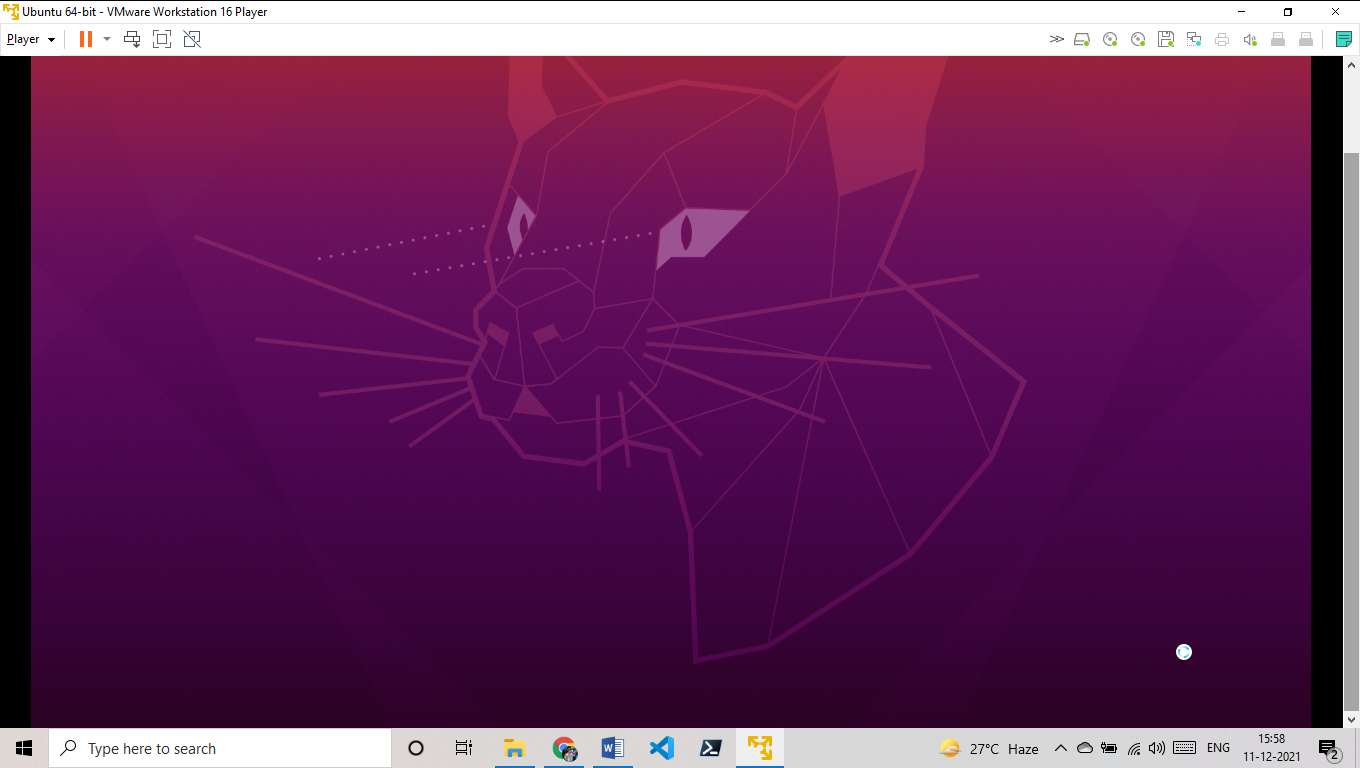 Ubuntu 64-bit - VMware Workstation 16 Player
Player
Type here to search
27°C Haze
ENG
15:58
11-12-2021
2